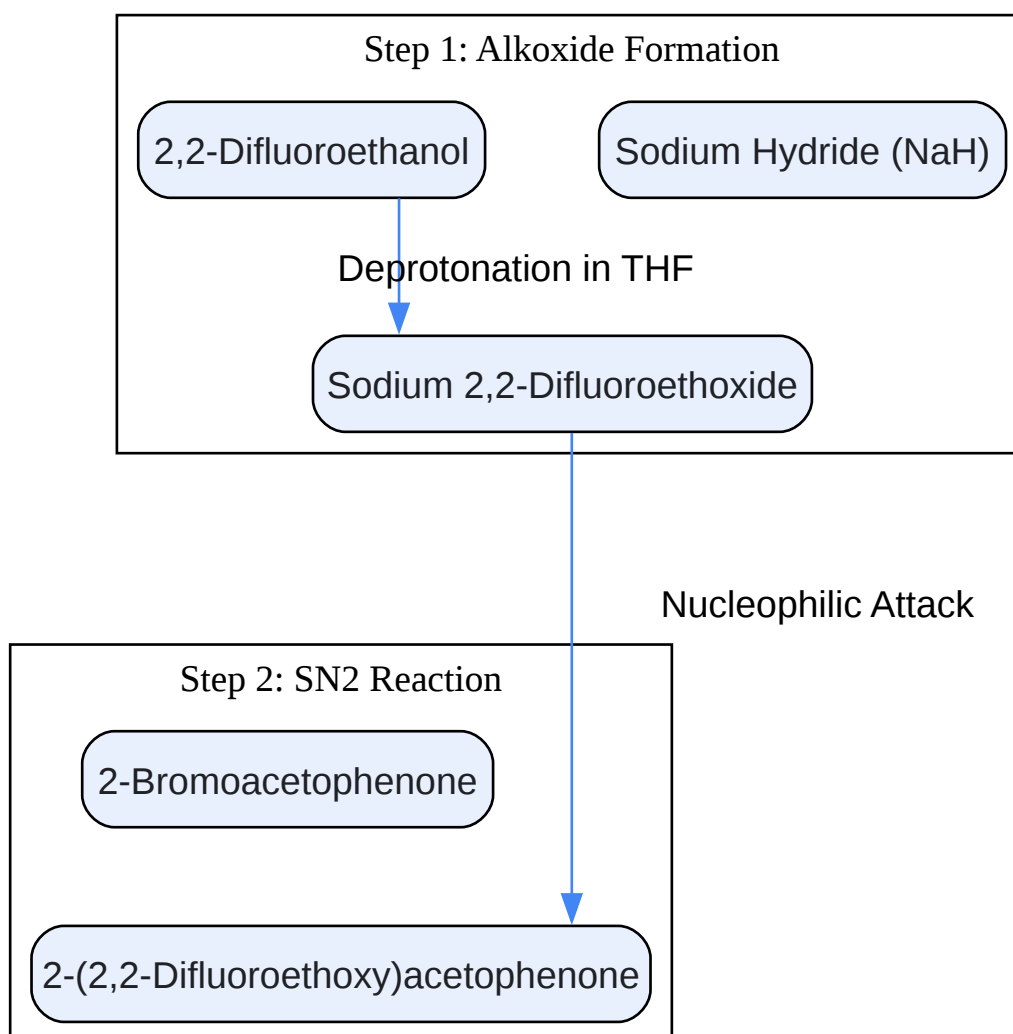 Step 1: Alkoxide Formation
2,2-Difluoroethanol
Sodium Hydride (NaH)
Deprotonation in THF
Sodium 2,2-Difluoroethoxide
Nucleophilic Attack
Step 2: SN2 Reaction
2-Bromoacetophenone
2-(2,2-Difluoroethoxy)acetophenone